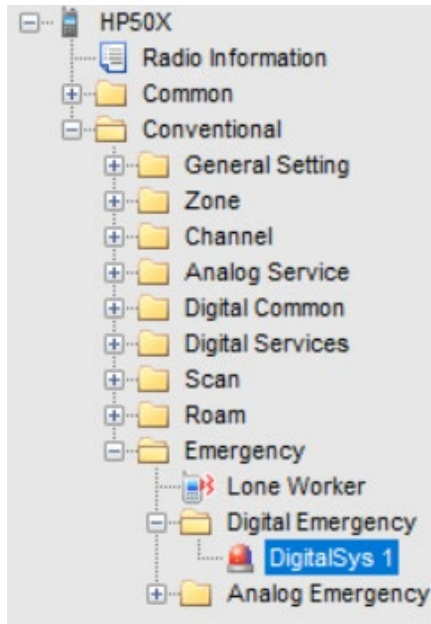 HP50X
Radio Information
Common
Conventional
General Setting
Zone
Channel
Analog Service
Digital Common
Digital Services
Scan
Roam
Emergency
Lone Worker
Digital Emergency
DigitalSys 1
Analog Emergency